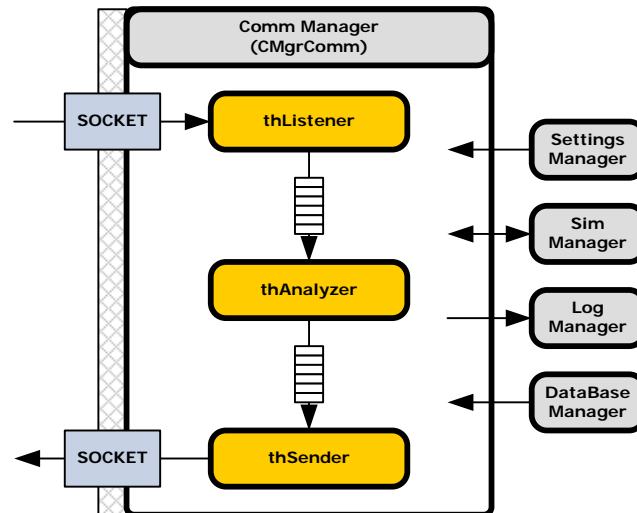 Comm Manager
(CMgrComm)
SOCKET
thListener
Settings
Manager
Sim
Manager
thAnalyzer
Log
Manager
DataBase
Manager
SOCKET
thSender